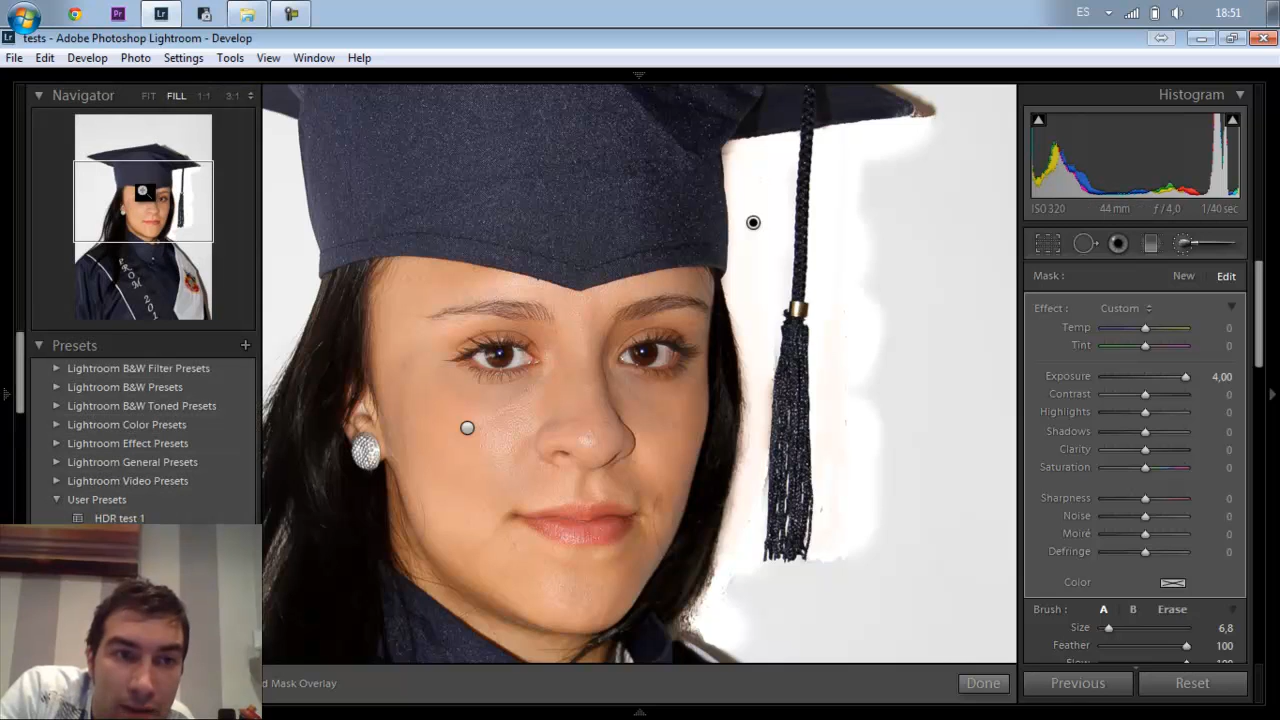 ES 18:51
tests - Adobe Photoshop Lightroom - Develop
File Edit Develop Photo Settings Tools View Window Help
Navigator FIT FILL 1:1 3:1
Histogram
ISO 320 44 mm ƒ / 4,0 1/40 sec
PROM 201
Mask : New Edit
Effect : Custom
Temp 0
Tint 0
Exposure 4,00
Contrast 0
Highlights 0
Shadows 0
Clarity 0
Saturation 0
Sharpness 0
Noise 0
Moiré 0
Defringe 0
Color
Brush : A B Erase
Size 6,8
Feather 100
Presets
Lightroom B&W Filter Presets
Lightroom B&W Presets
Lightroom B&W Toned Presets
Lightroom Color Presets
Lightroom Effect Presets
Lightroom General Presets
Lightroom Video Presets
User Presets
HDR test 1
Mask Overlay
Done
Previous Reset